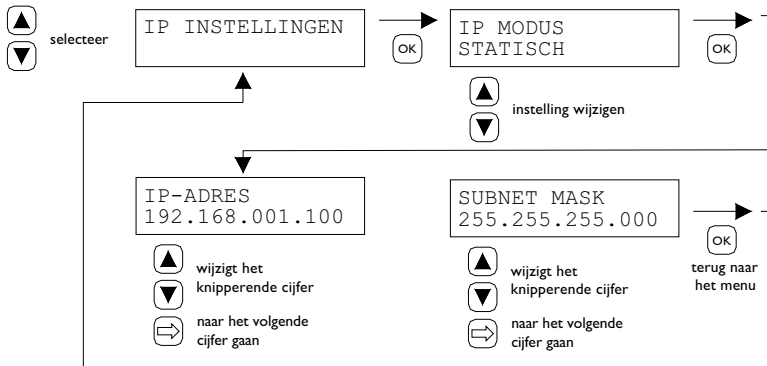 selecteer
IP INSTELLINGEN
OK
IP MODUS
STATISCH
OK
instelling wijzigen
IP-ADRES
192.168.001.100
wijzigt het
knipperende cijfer
naar het volgende
cijfer gaan
SUBNET MASK
255.255.255.000
wijzigt het
knipperende cijfer
naar het volgende
cijfer gaan
OK
terug naar
het menu